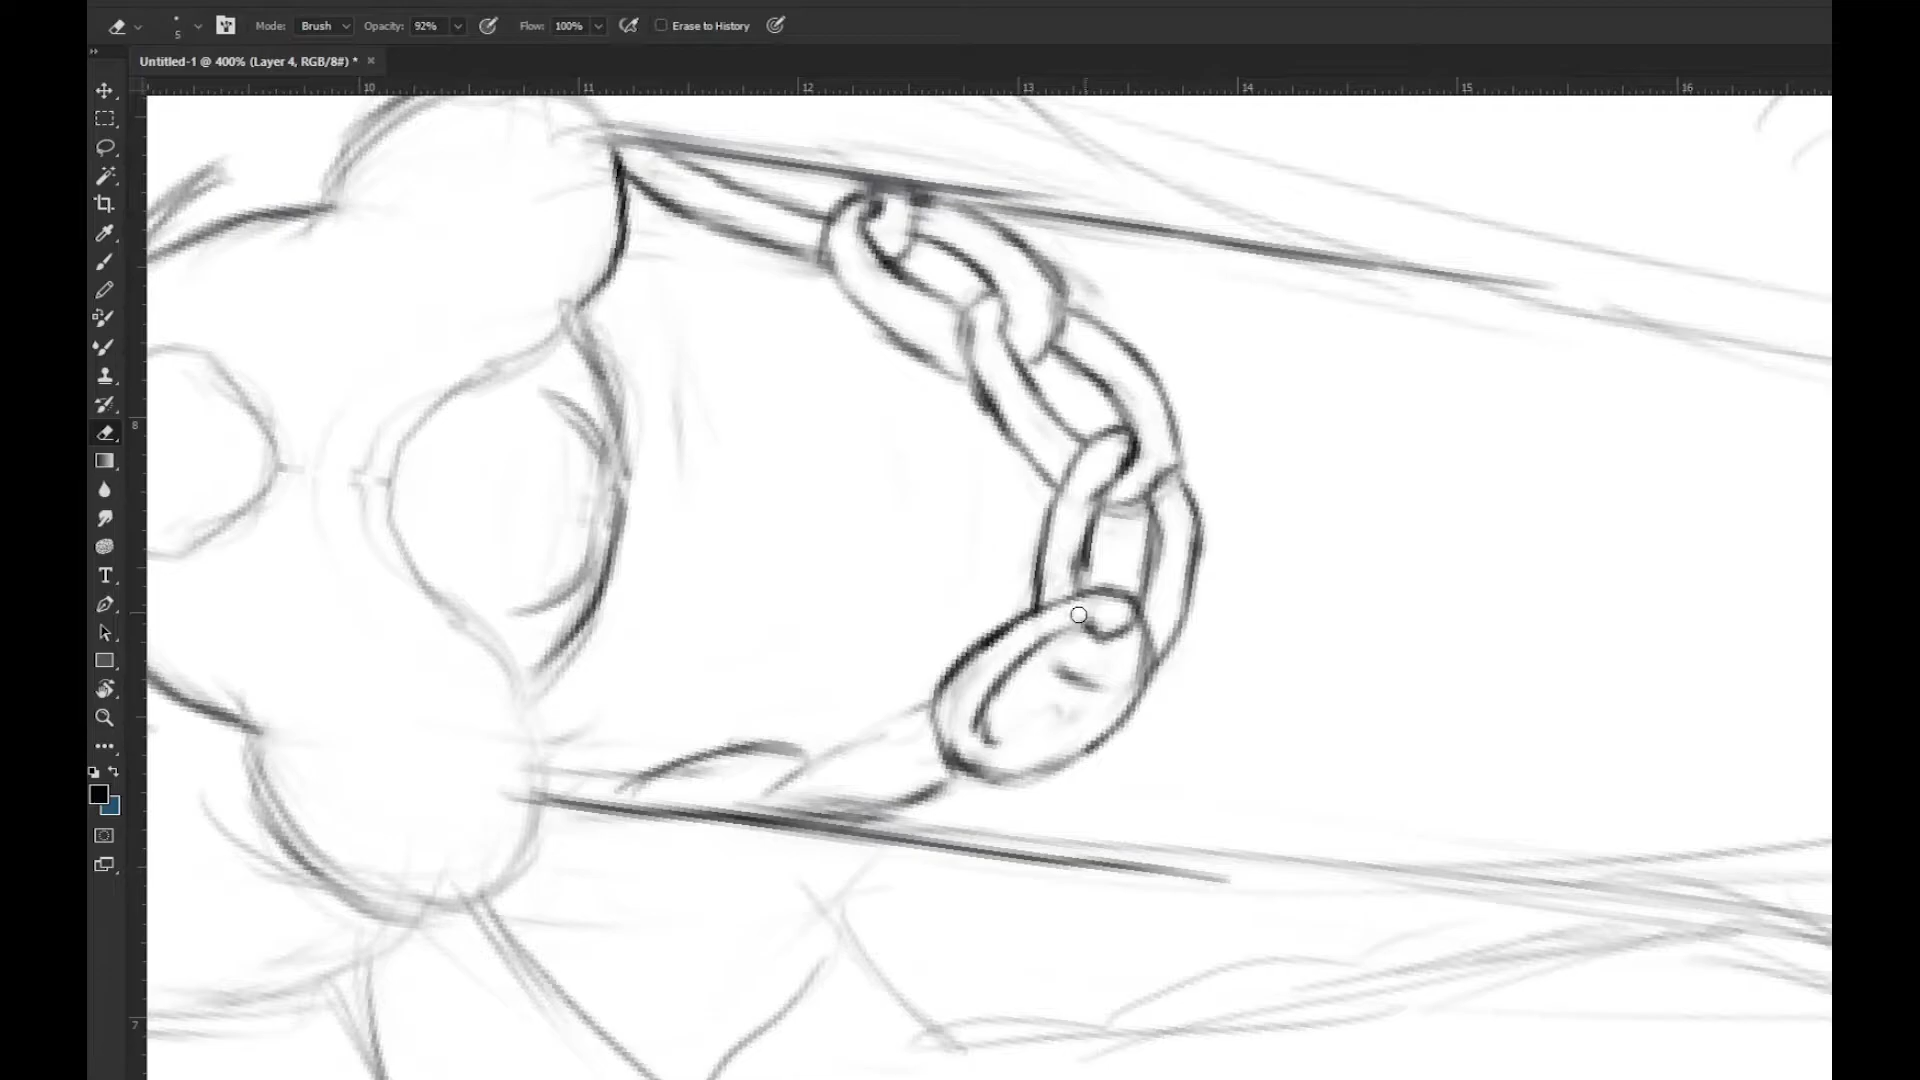 Mode: Brush Opacity: 92% Flow: 100% Erase to History
5
Untitled-1 @ 400% (Layer 4, RGB/8#) *
10 11 12 13 14 15 16
8
7